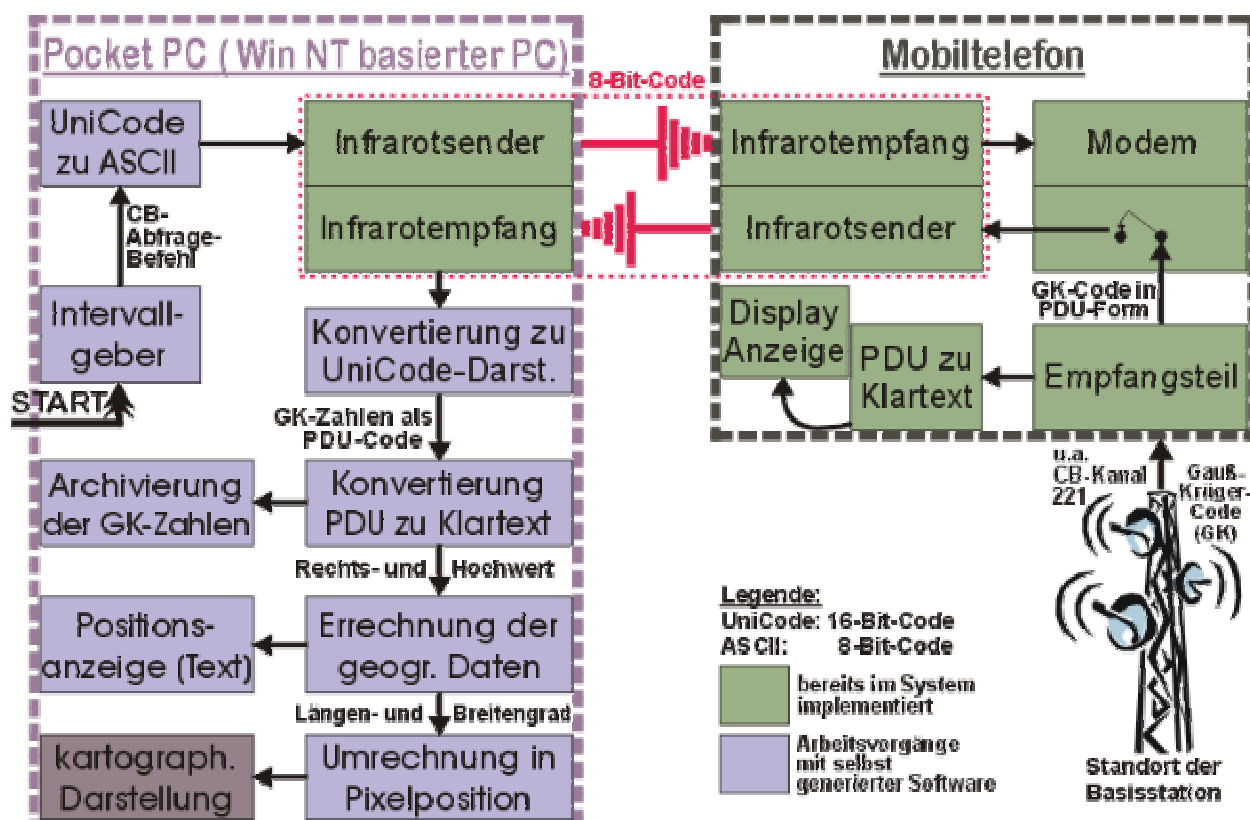 Pocket PC ( Win NT basierter PC)
UniCode
zu ASCII
CB-
Abfrage-
Befehl
Intervall-
geber
START
Infrarotsender
Infrarotempfang
Konvertierung zu
UniCode-Darst.
GK-Zahlen als
PDU-Code
Archivierung
der GK-Zahlen
Konvertierung
PDU zu Klartext
Rechts- und Hochwert
Positions-
anzeige (Text)
Errechnung der
geogr. Daten
Längen- und Breitengrad
kartograph.
Darstellung
Umrechnung in
Pixelposition
8-Bit-Code
Mobiltelefon
Infrarotempfang
Infrarotsender
Modem
GK-Code in
PDU-Form
Display
Anzeige
PDU zu
Klartext
Empfangsteil
u.a.
CB-Kanal
221
Gauß-
Krüger-
Code
(GK)
Standort der
Basisstation
Legende:
UniCode: 16-Bit-Code
ASCII: 8-Bit-Code
bereits im System
implementiert
Arbeitsvorgänge
mit selbst
generierter Software